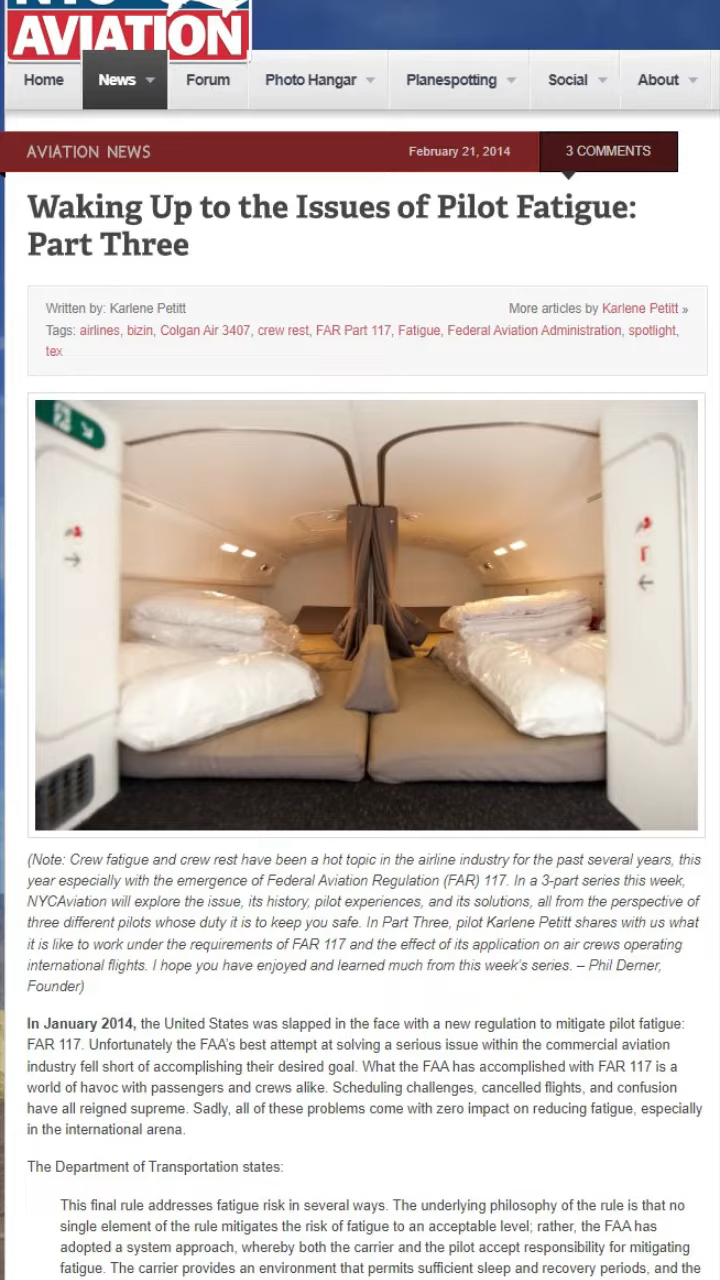 NYC
AVIATION
Home News Forum Photo Hangar Planespotting Social About
AVIATION NEWS February 21, 2014 3 COMMENTS
Waking Up to the Issues of Pilot Fatigue:
Part Three
Written by: Karlene Petitt More articles by Karlene Petitt »
Tags: airlines, bizin, Colgan Air 3407, crew rest, FAR Part 117, Fatigue, Federal Aviation Administration, spotlight,
tex
(Note: Crew fatigue and crew rest have been a hot topic in the airline industry for the past several years, this
year especially with the emergence of Federal Aviation Regulation (FAR) 117. In a 3-part series this week,
NYCAviation will explore the issue, its history, pilot experiences, and its solutions, all from the perspective of
three different pilots whose duty it is to keep you safe. In Part Three, pilot Karlene Petitt shares with us what
it is like to work under the requirements of FAR 117 and the effect of its application on air crews operating
international flights. I hope you have enjoyed and learned much from this week's series. – Phil Derner,
Founder)
In January 2014, the United States was slapped in the face with a new regulation to mitigate pilot fatigue:
FAR 117. Unfortunately the FAA's best attempt at solving a serious issue within the commercial aviation
industry fell short of accomplishing their desired goal. What the FAA has accomplished with FAR 117 is a
world of havoc with passengers and crews alike. Scheduling challenges, cancelled flights, and confusion
have all reigned supreme. Sadly, all of these problems come with zero impact on reducing fatigue, especially
in the international arena.
The Department of Transportation states:
This final rule addresses fatigue risk in several ways. The underlying philosophy of the rule is that no
single element of the rule mitigates the risk of fatigue to an acceptable level; rather, the FAA has
adopted a system approach, whereby both the carrier and the pilot accept responsibility for mitigating
fatigue. The carrier provides an environment that permits sufficient sleep and recovery periods, and the